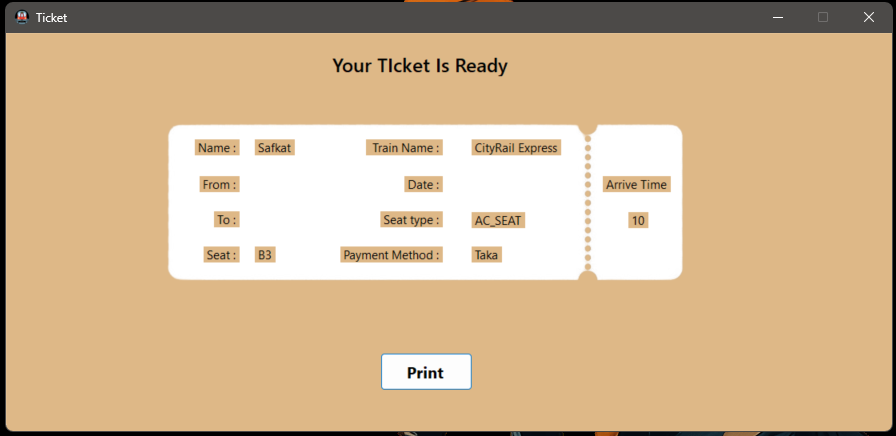 Ticket
Your TIcket Is Ready
Name : Safkat Train Name : CityRail Express
From : Date : Arrive Time
To : Seat type : AC_SEAT 10
Seat : B3 Payment Method : Taka
Print